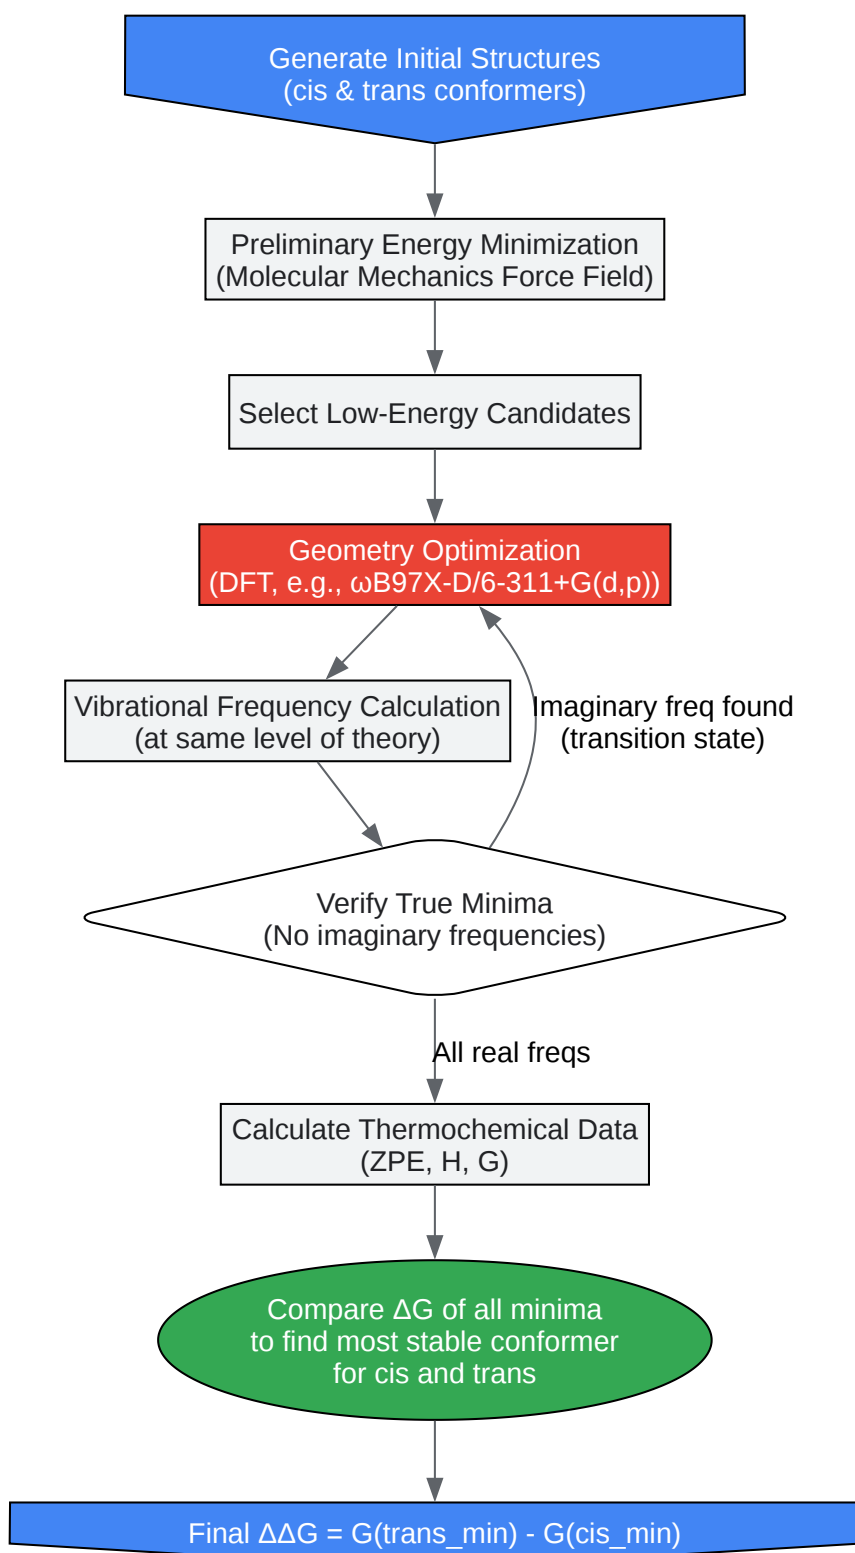 Generate Initial Structures
(cis & trans conformers)
Preliminary Energy Minimization
(Molecular Mechanics Force Field)
Select Low-Energy Candidates
Geometry Optimization
(DFT, e.g., ωB97X-D/6-311+G(d,p))
Vibrational Frequency Calculation
(at same level of theory)
Imaginary freq found
(transition state)
Verify True Minima
(No imaginary frequencies)
All real freqs
Calculate Thermochemical Data
(ZPE, H, G)
Compare ΔG of all minima
to find most stable conformer
for cis and trans
Final ΔΔG = G(trans_min) - G(cis_min)